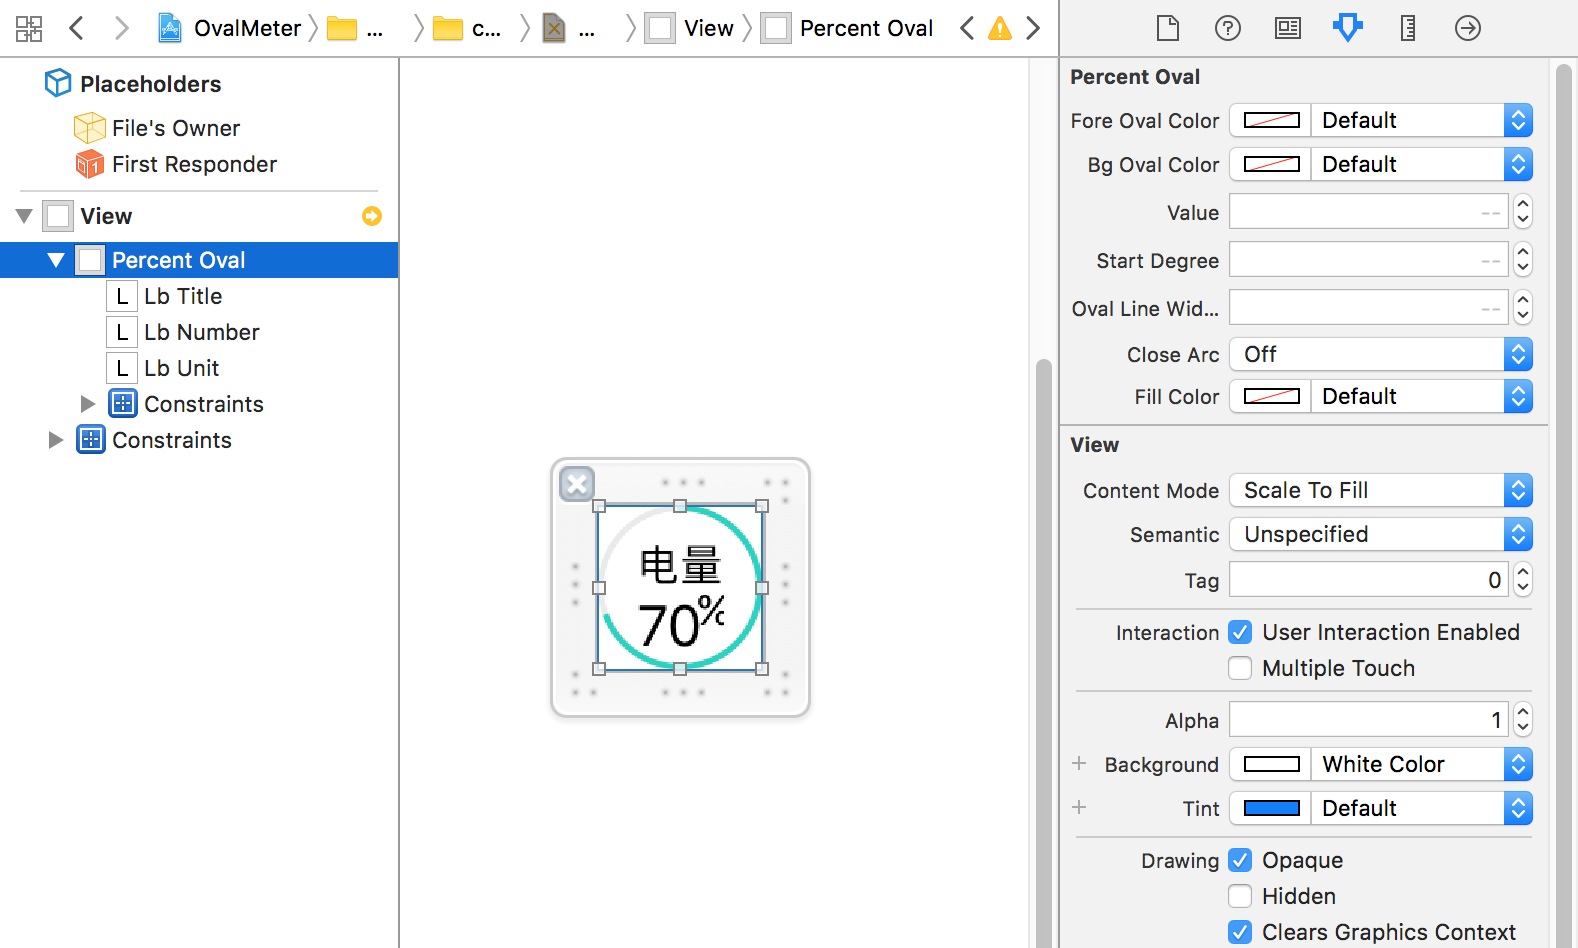 OvalMeter ... c... ... View Percent Oval
Placeholders
File's Owner
First Responder
View
Percent Oval
L Lb Title
L Lb Number
L Lb Unit
Constraints
Constraints
电量
70%
Percent Oval
Fore Oval Color Default
Bg Oval Color Default
Value --
Start Degree --
Oval Line Wid... --
Close Arc Off
Fill Color Default
View
Content Mode Scale To Fill
Semantic Unspecified
Tag 0
Interaction User Interaction Enabled
Multiple Touch
Alpha 1
+ Background White Color
+ Tint Default
Drawing Opaque
Hidden
Clears Graphics Context